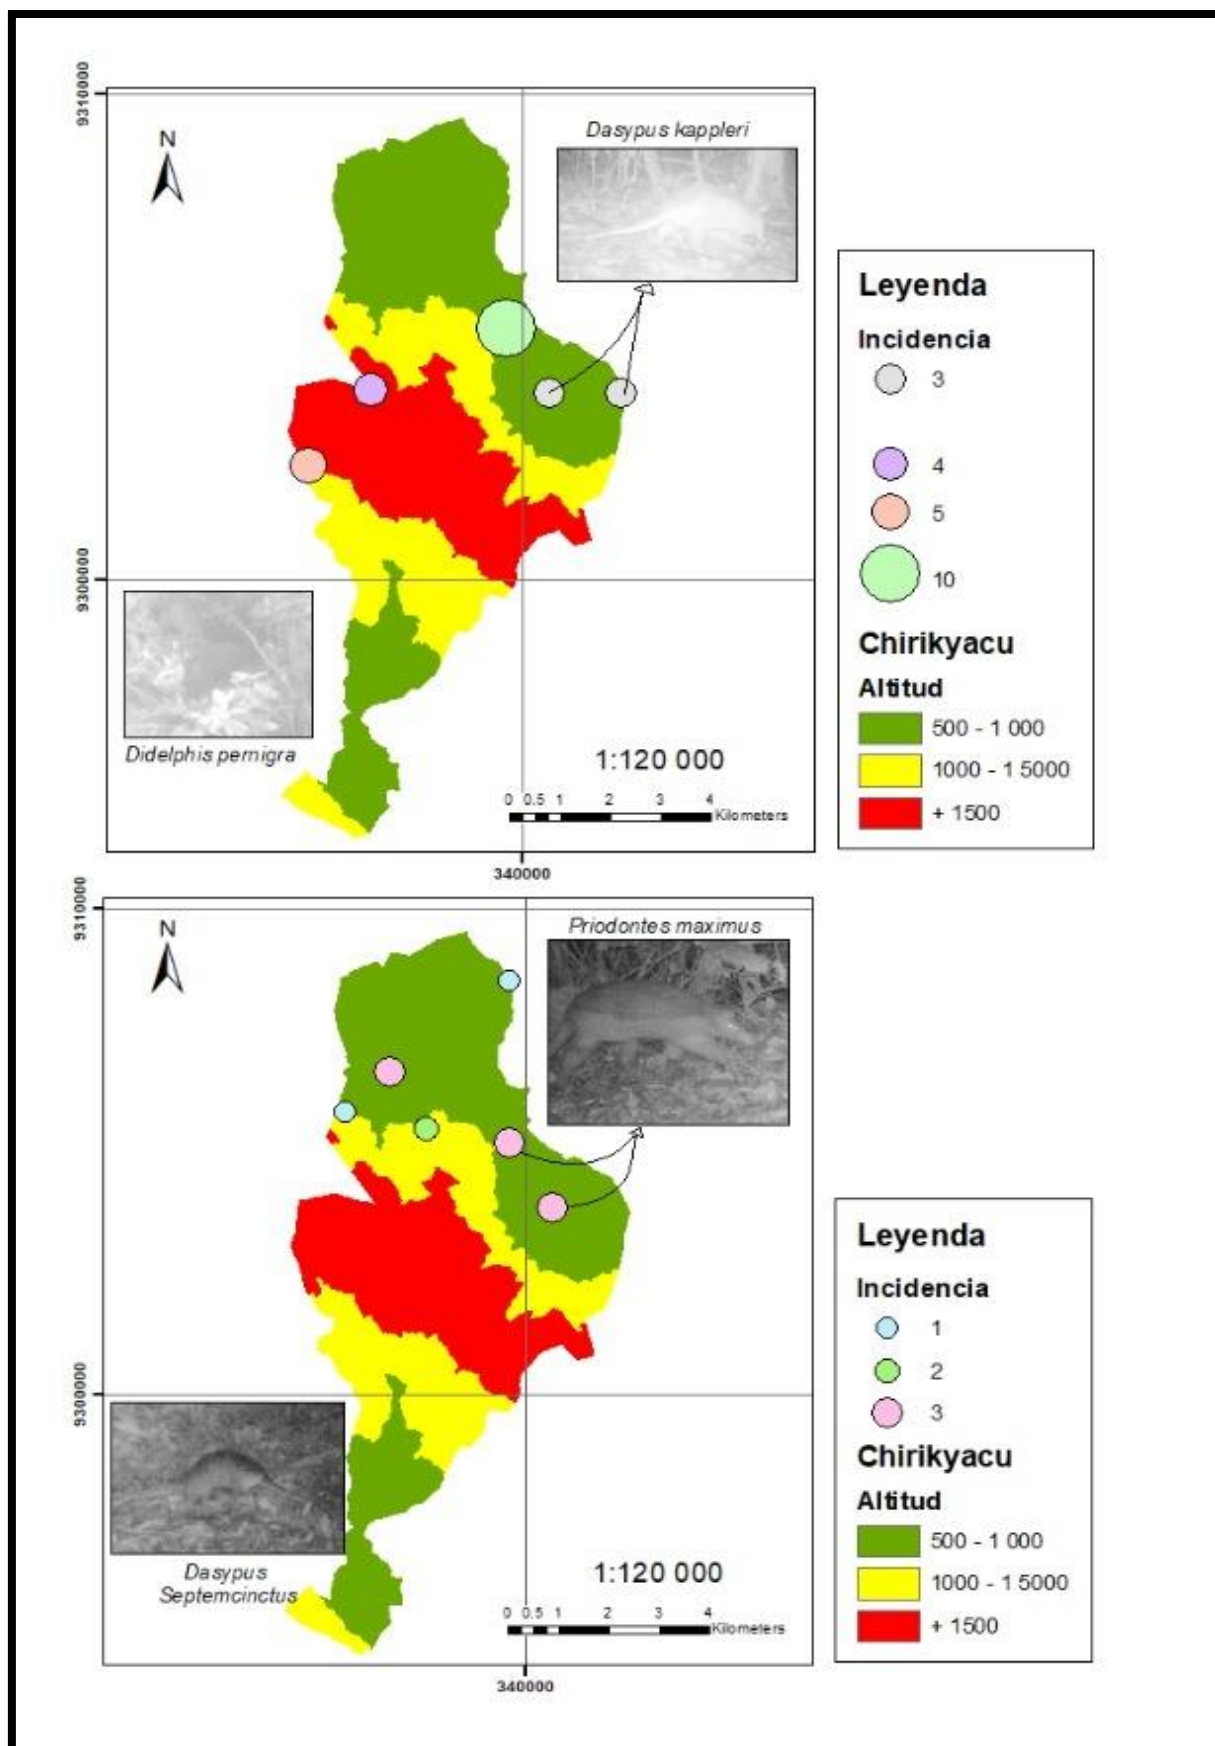 9310000
N
Dasypus kappleri
Leyenda
Incidencia
3
4
5
10
9300000
Chirikyacu
Altitud
500 - 1 000
1000 - 1 5000
+ 1500
Didelphis pernigra
1:120 000
0 0.5 1 2 3 4
Kilometers
340000
9310000
N
Priodontes maximus
Leyenda
Incidencia
1
2
3
9300000
Chirikyacu
Altitud
500 - 1 000
1000 - 1 5000
+ 1500
Dasypus
Septemcinctus
1:120 000
0 0.5 1 2 3 4
Kilometers
340000